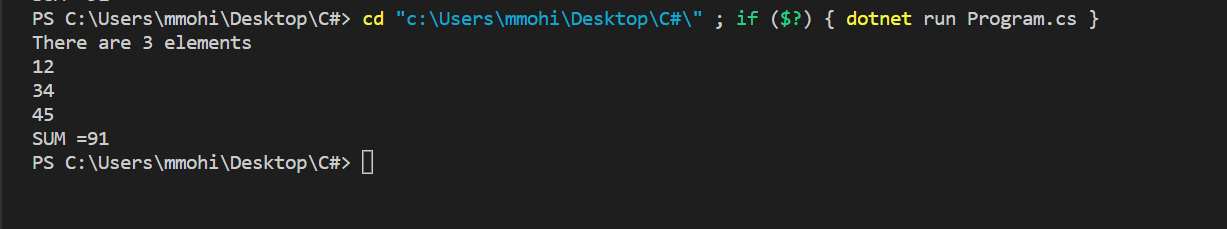 PS C:\Users\mmohi\Desktop\C#> cd "c:\Users\mmohi\Desktop\C#\" ; if ($?) { dotnet run Program.cs }
There are 3 elements
12
34
45
SUM =91
PS C:\Users\mmohi\Desktop\C#>